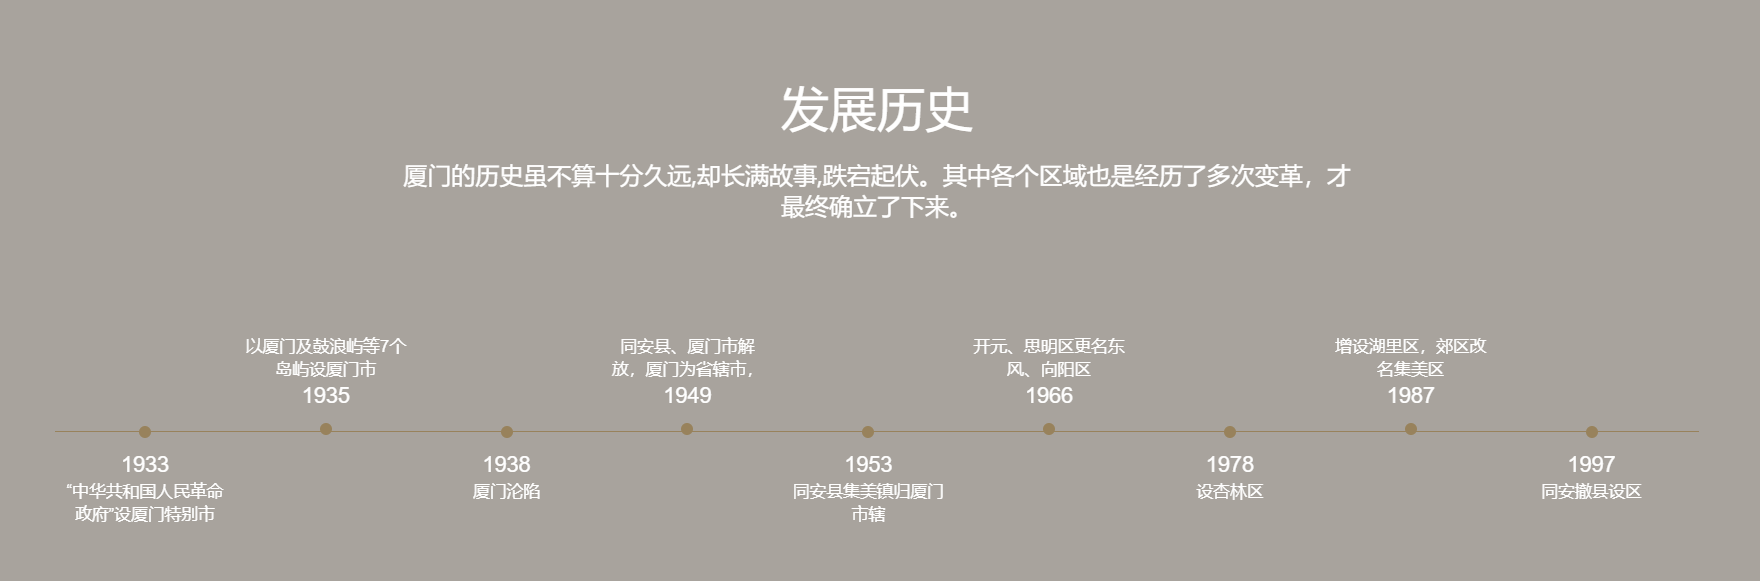 发展历史
厦门的历史虽不算十分久远,却长满故事,跌宕起伏。其中各个区域也是经历了多次变革，才
最终确立了下来。
以厦门及鼓浪屿等7个
岛屿设厦门市
1935
同安县、厦门市解
放，厦门为省辖市，
1949
开元、思明区更名东
风、向阳区
1966
增设湖里区，郊区改
名集美区
1987
1933
“中华共和国人民革命
政府”设厦门特别市
1938
厦门沦陷
1953
同安县集美镇归厦门
市辖
1978
设杏林区
1997
同安撤县设区